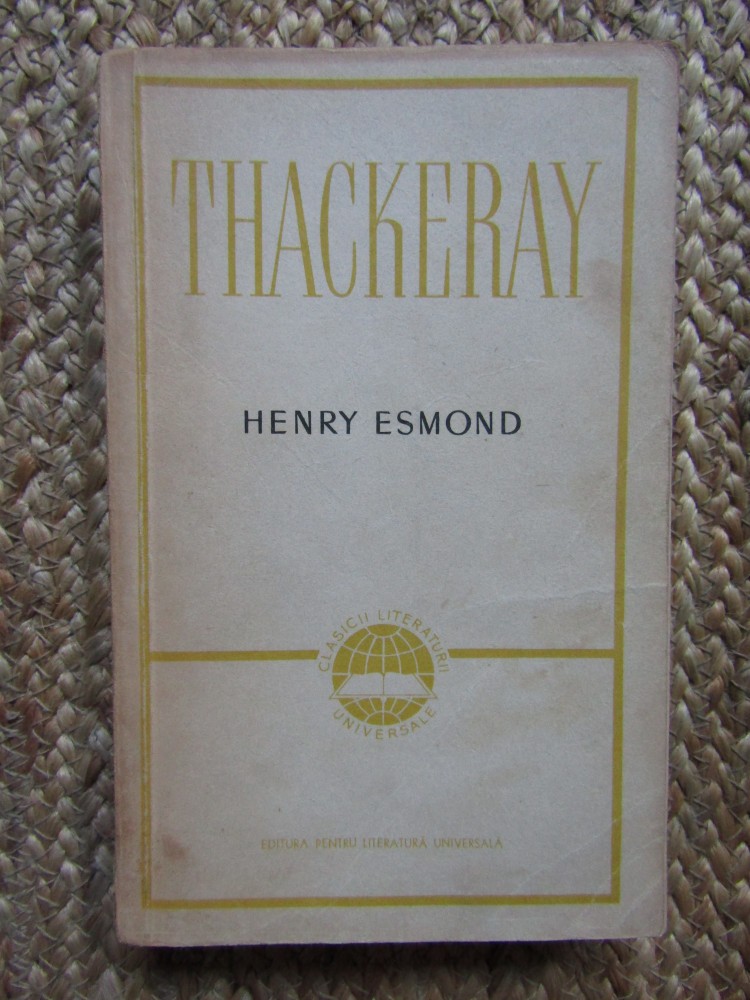 THACKERAY
HENRY ESMOND
CLASICII LITERATURII
UNIVERSALE
EDITURA PENTRU LITERATURĂ UNIVERSALĂ